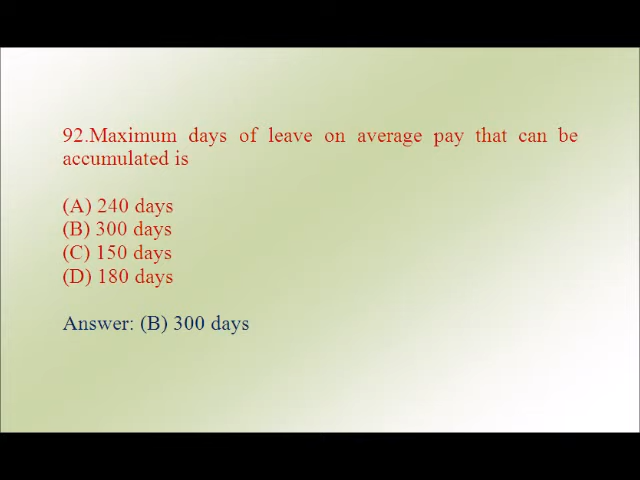 92.Maximum days of leave on average pay that can be
accumulated is
(A) 240 days
(B) 300 days
(C) 150 days
(D) 180 days
Answer: (B) 300 days